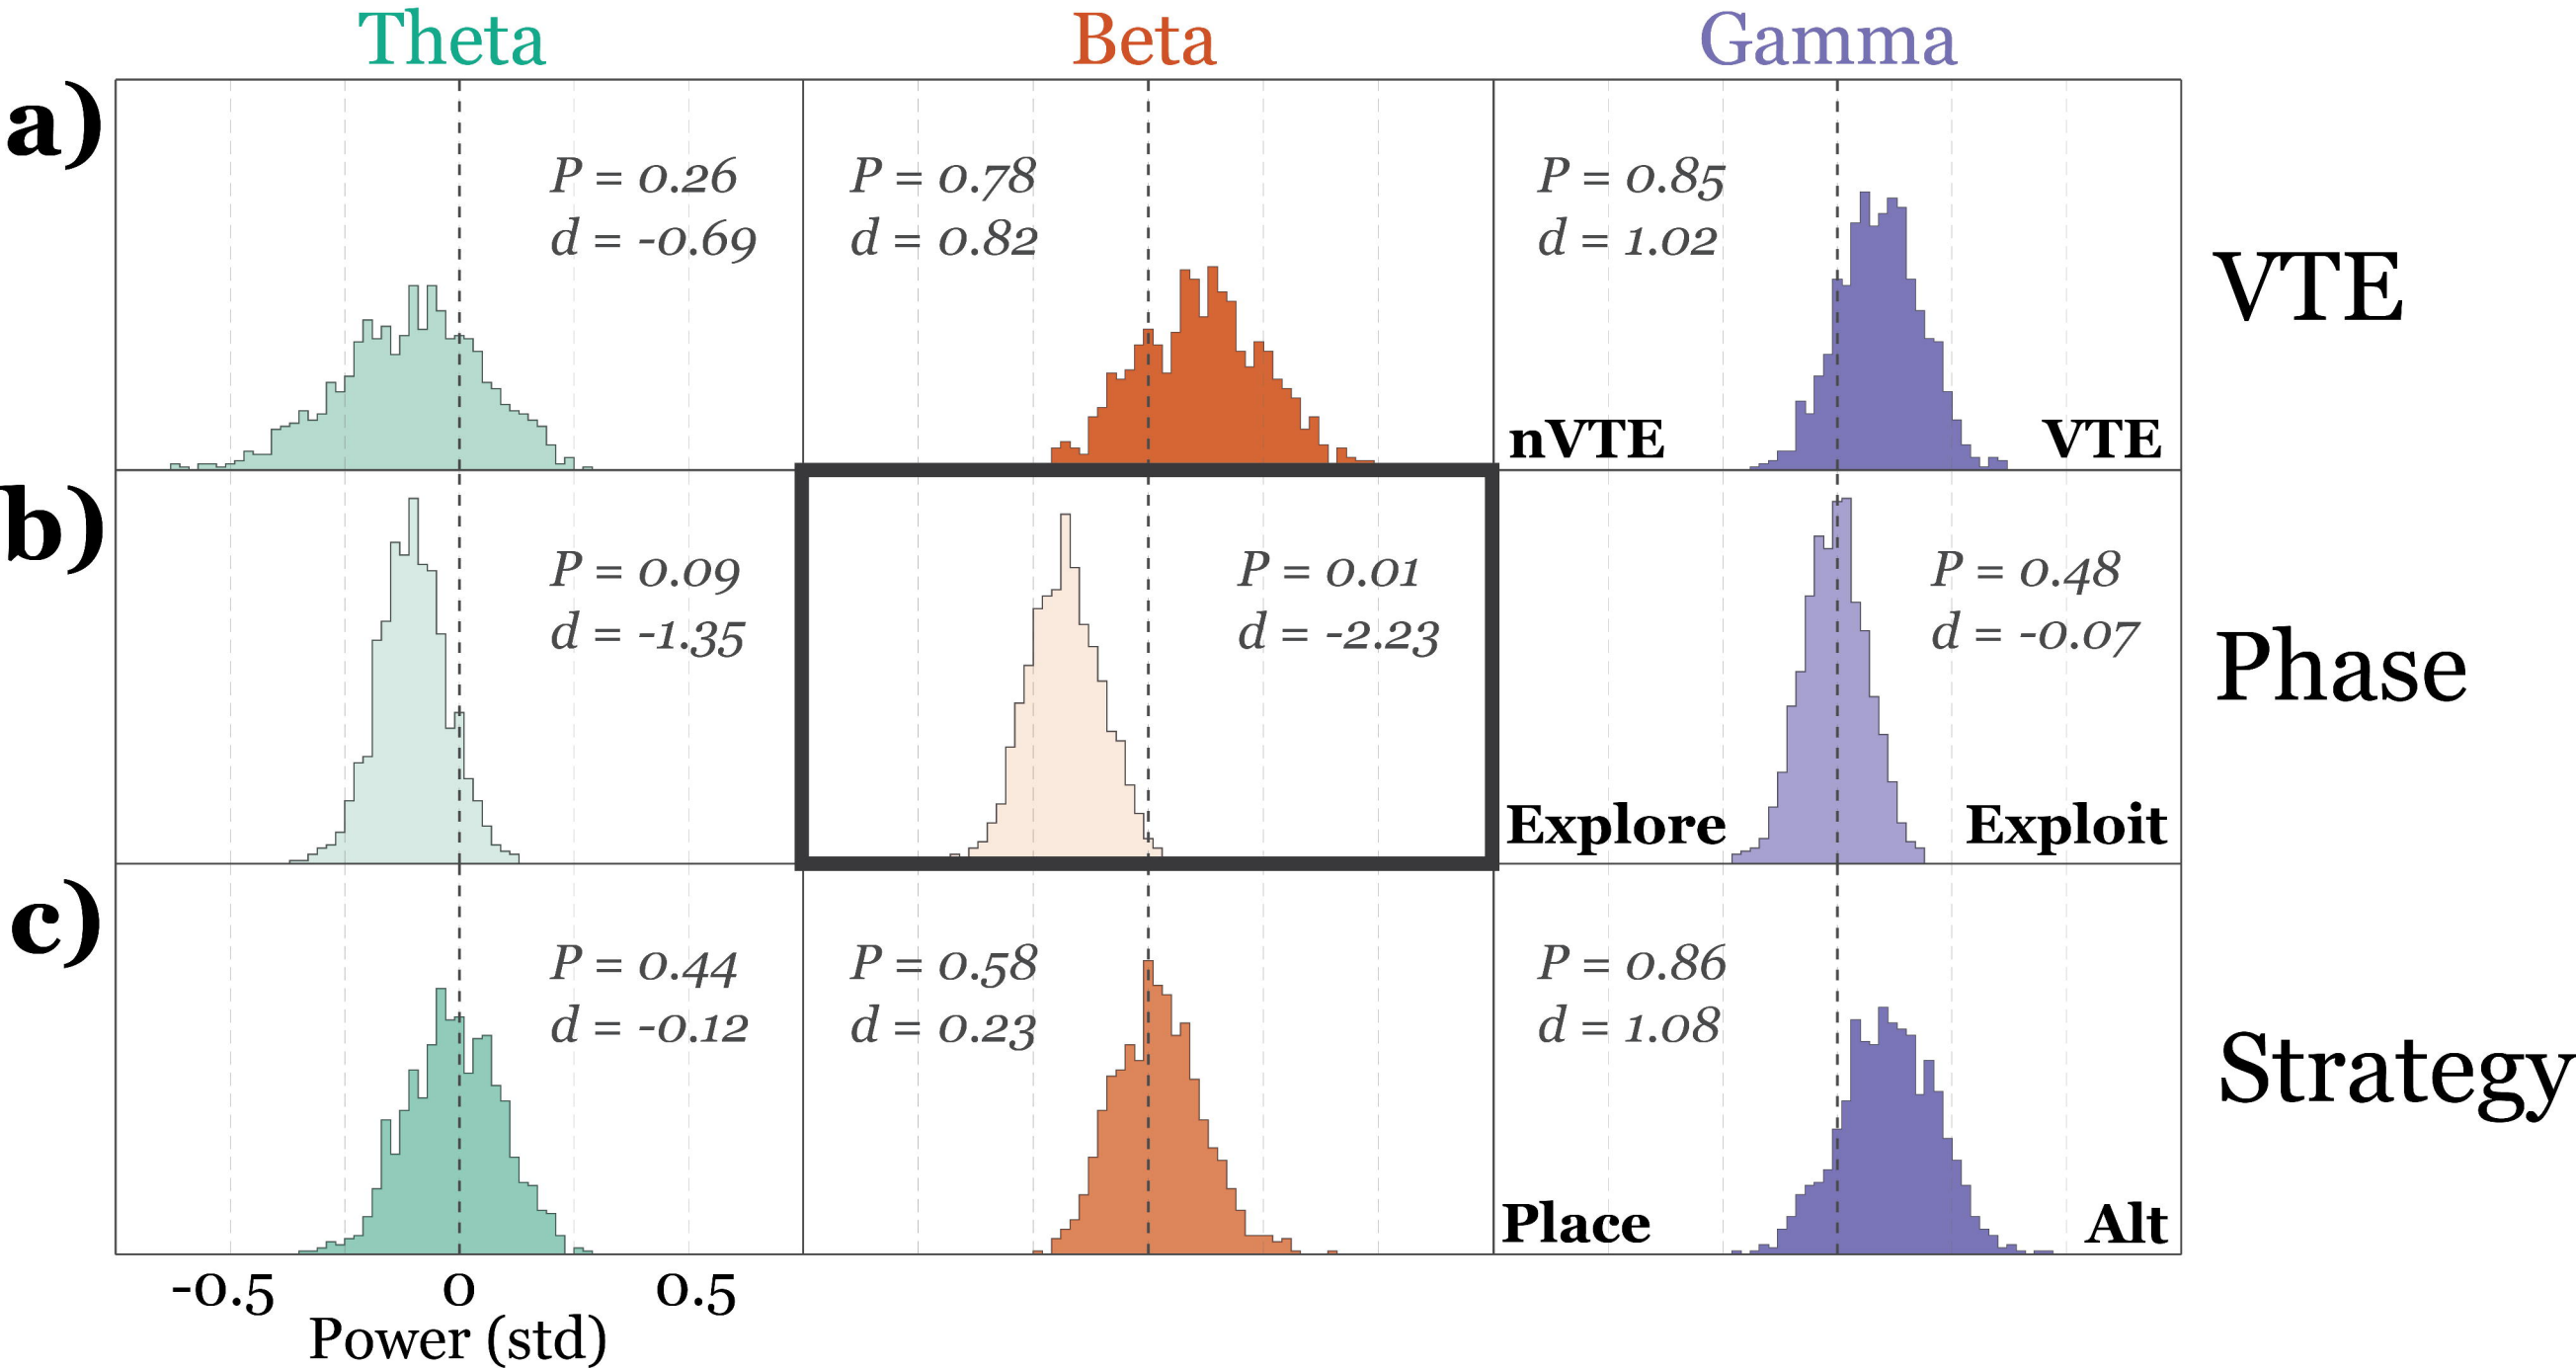 Theta Beta Gamma
a)
P = 0.26
d = -0.69
P = 0.78
d = 0.82
P = 0.85
d = 1.02
nVTE VTE
VTE
b)
P = 0.09
d = -1.35
P = 0.01
d = -2.23
P = 0.48
d = -0.07
Explore Exploit
Phase
c)
P = 0.44
d = -0.12
P = 0.58
d = 0.23
P = 0.86
d = 1.08
Place Alt
Strategy
-0.5 0 0.5
Power (std)